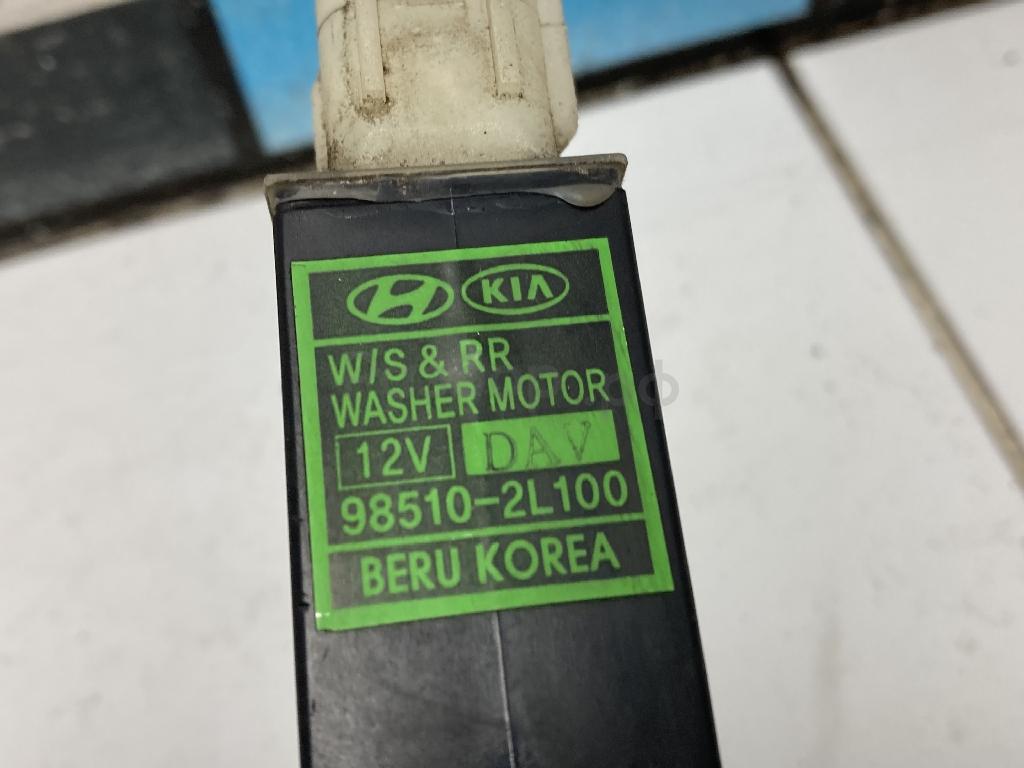 KIA
W/S & RR
WASHER MOTOR
12V DAV
98510-2L100
BERU KOREA